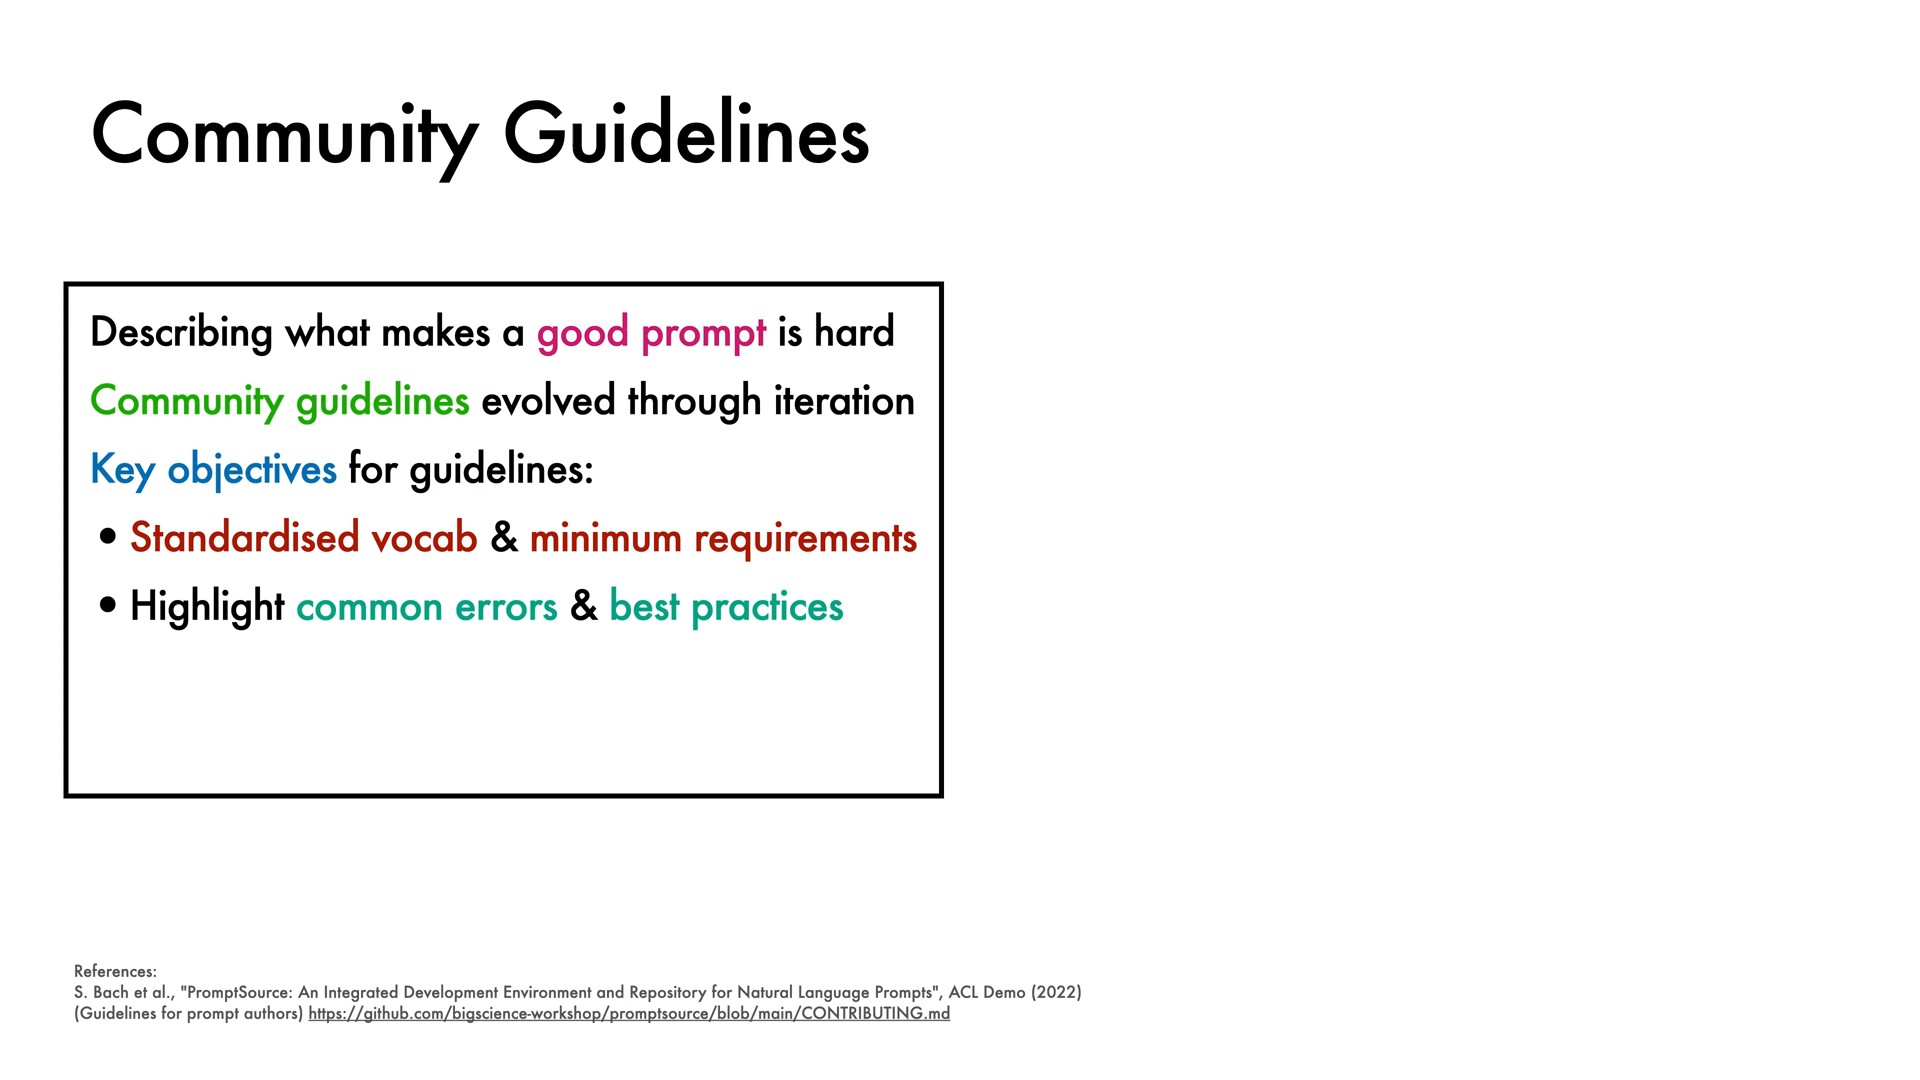 Community Guidelines
Describing what makes a good prompt is hard
Community guidelines evolved through iteration
Key objectives for guidelines:
• Standardised vocab & minimum requirements
• Highlight common errors & best practices
References:
S. Bach et al., "PromptSource: An Integrated Development Environment and Repository for Natural Language Prompts", ACL Demo (2022)
(Guidelines for prompt authors) https://github.com/bigscience-workshop/promptsource/blob/main/CONTRIBUTING.md